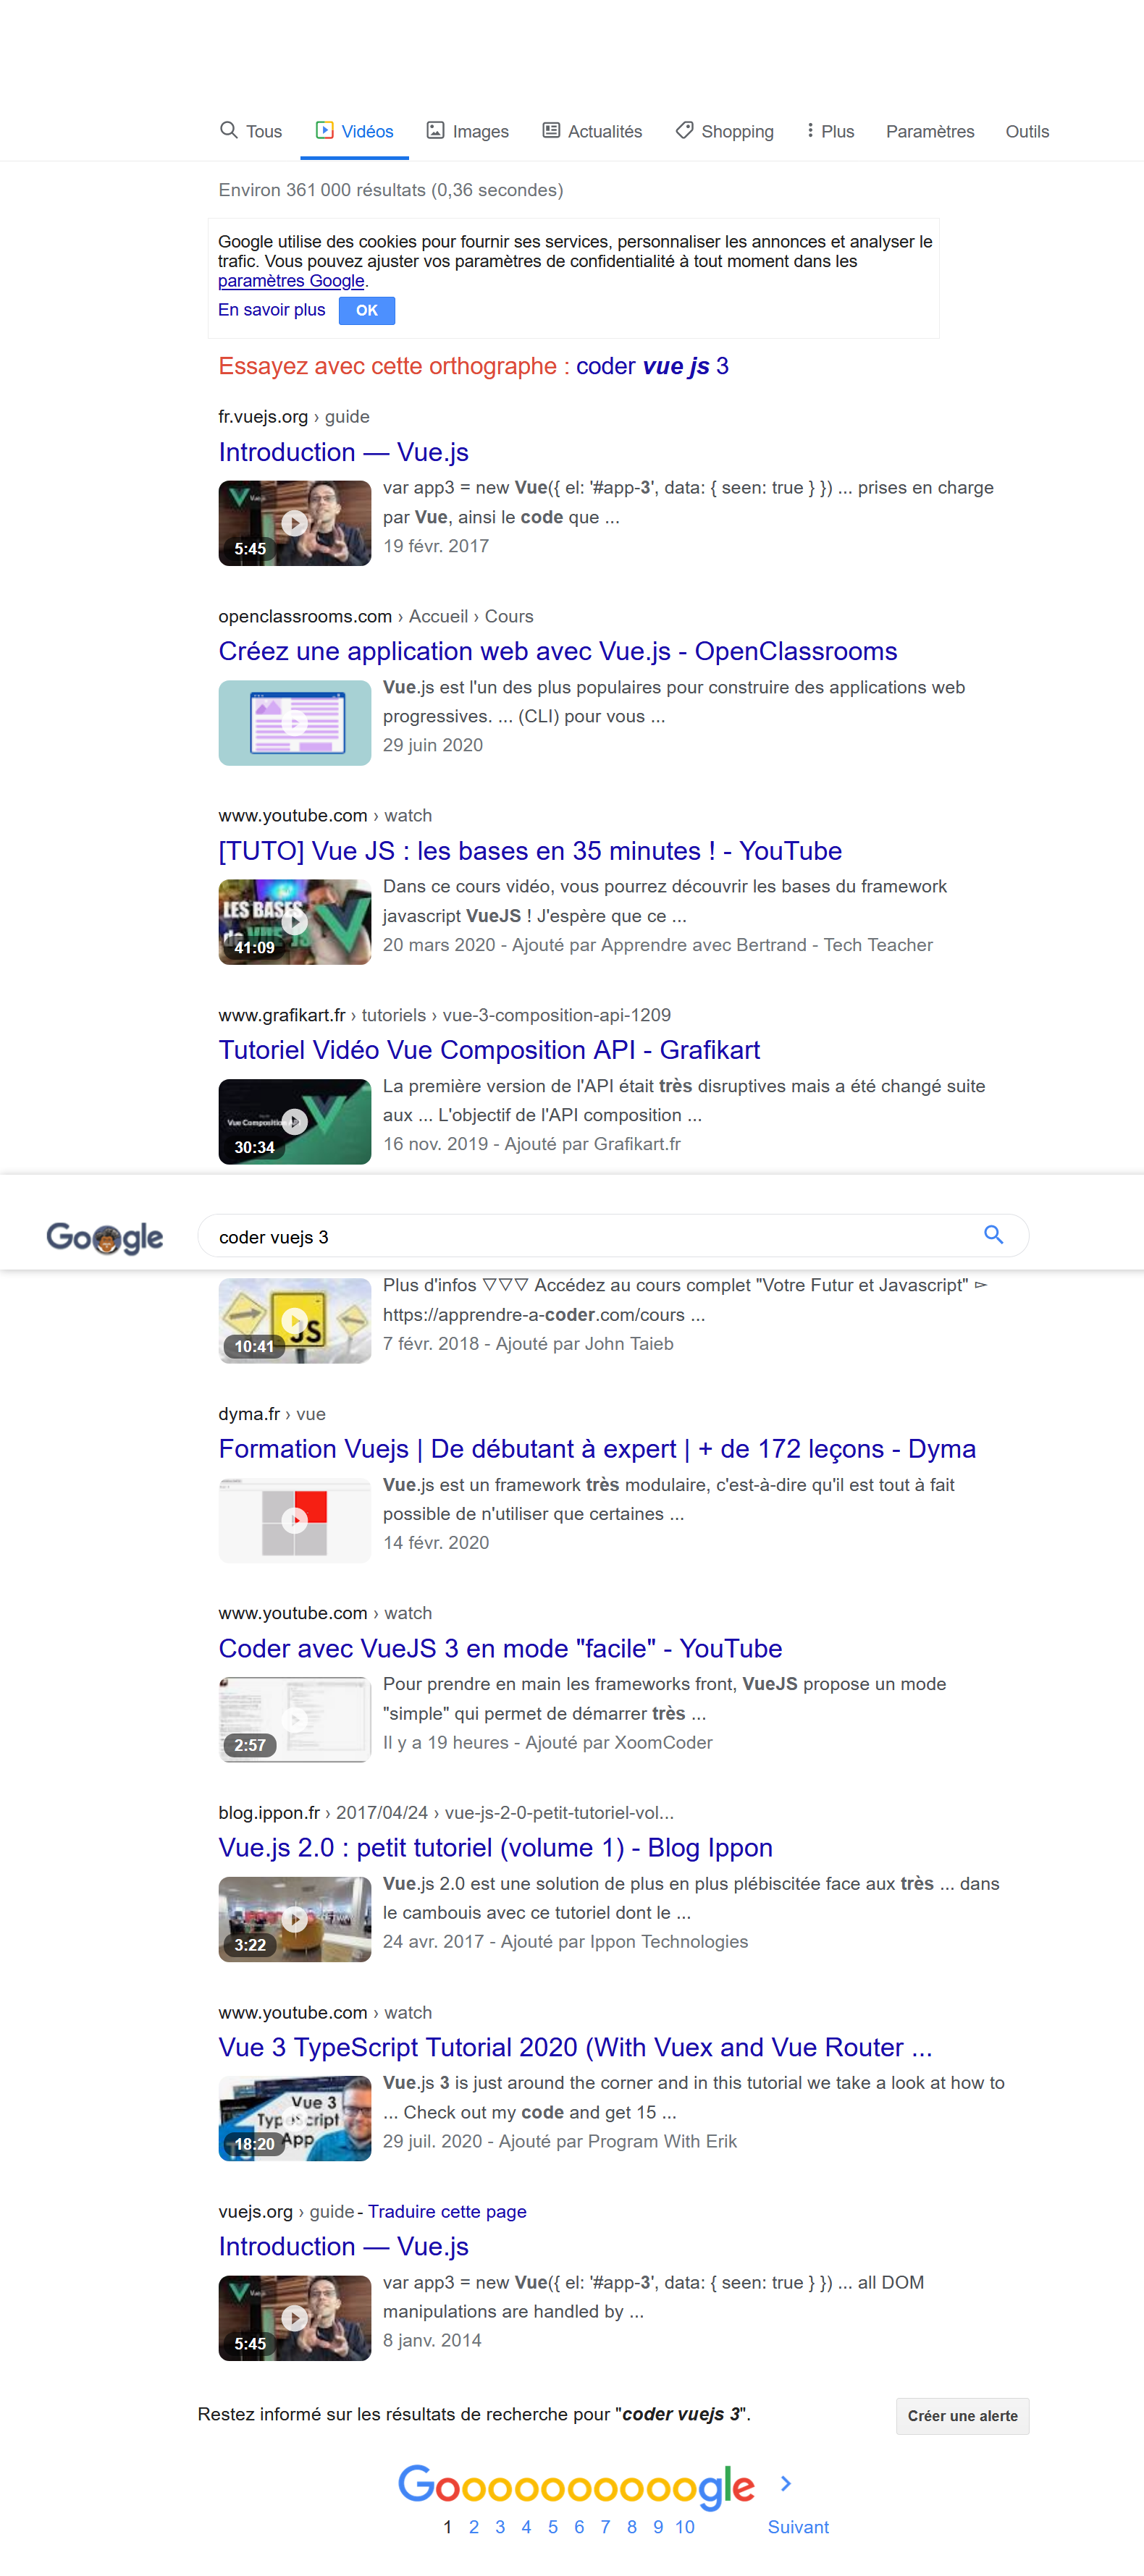 Tous Vidéos Images Actualités Shopping Plus Paramètres Outils
Environ 361 000 résultats (0,36 secondes)
Google utilise des cookies pour fournir ses services, personnaliser les annonces et analyser le
trafic. Vous pouvez ajuster vos paramètres de confidentialité à tout moment dans les
paramètres Google.
En savoir plus OK
Essayez avec cette orthographe : coder vue js 3
fr.vuejs.org › guide
Introduction — Vue.js
var app3 = new Vue({ el: '#app-3', data: { seen: true } }) ... prises en charge
par Vue, ainsi le code que ...
5:45
19 févr. 2017
openclassrooms.com › Accueil › Cours
Créez une application web avec Vue.js - OpenClassrooms
Vue.js est l'un des plus populaires pour construire des applications web
progressives. ... (CLI) pour vous ...
29 juin 2020
www.youtube.com › watch
[TUTO] Vue JS : les bases en 35 minutes ! - YouTube
Dans ce cours vidéo, vous pourrez découvrir les bases du framework
javascript VueJS ! J'espère que ce ...
LES BASES
de VUE JS
41:09
20 mars 2020 - Ajouté par Apprendre avec Bertrand - Tech Teacher
www.grafikart.fr › tutoriels › vue-3-composition-api-1209
Tutoriel Vidéo Vue Composition API - Grafikart
La première version de l'API était très disruptives mais a été changé suite
aux ... L'objectif de l'API composition ...
Vue Composition
30:34
16 nov. 2019 - Ajouté par Grafikart.fr
Google
coder vuejs 3
Plus d'infos ▽▽▽ Accédez au cours complet "Votre Futur et Javascript" ▻
https://apprendre-a-coder.com/cours ...
JS
10:41
7 févr. 2018 - Ajouté par John Taieb
dyma.fr › vue
Formation Vuejs | De débutant à expert | + de 172 leçons - Dyma
Vue.js est un framework très modulaire, c'est-à-dire qu'il est tout à fait
possible de n'utiliser que certaines ...
14 févr. 2020
www.youtube.com › watch
Coder avec VueJS 3 en mode "facile" - YouTube
Pour prendre en main les frameworks front, VueJS propose un mode
"simple" qui permet de démarrer très ...
2:57
Il y a 19 heures - Ajouté par XoomCoder
blog.ippon.fr › 2017/04/24 › vue-js-2-0-petit-tutoriel-vol...
Vue.js 2.0 : petit tutoriel (volume 1) - Blog Ippon
Vue.js 2.0 est une solution de plus en plus plébiscitée face aux très ... dans
le cambouis avec ce tutoriel dont le ...
3:22
24 avr. 2017 - Ajouté par Ippon Technologies
www.youtube.com › watch
Vue 3 TypeScript Tutorial 2020 (With Vuex and Vue Router ...
Vue.js 3 is just around the corner and in this tutorial we take a look at how to
... Check out my code and get 15 ...
Vue 3
TypeScript
App
TS
18:20
29 juil. 2020 - Ajouté par Program With Erik
vuejs.org › guide - Traduire cette page
Introduction — Vue.js
var app3 = new Vue({ el: '#app-3', data: { seen: true } }) ... all DOM
manipulations are handled by ...
5:45
8 janv. 2014
Restez informé sur les résultats de recherche pour "coder vuejs 3".
Créer une alerte
Goooooooooogle
1 2 3 4 5 6 7 8 9 10 Suivant